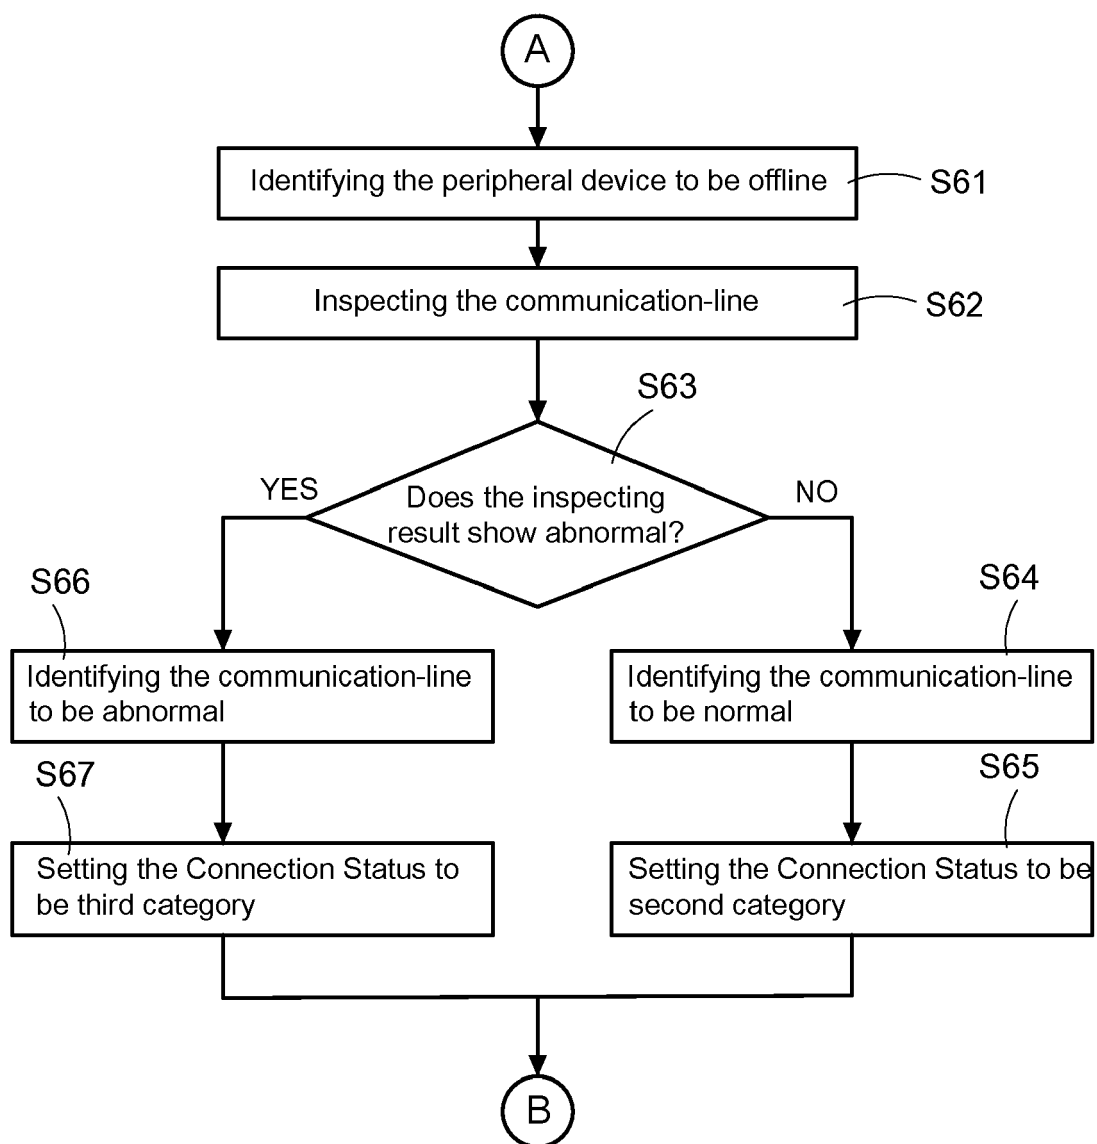 A
Identifying the peripheral device to be offline
S61
Inspecting the communication-line
S62
S63
Does the inspecting
result show abnormal?
YES
NO
S66
Identifying the communication-line
to be abnormal
S64
Identifying the communication-line
to be normal
S67
Setting the Connection Status to
be third category
S65
Setting the Connection Status to be
second category
B